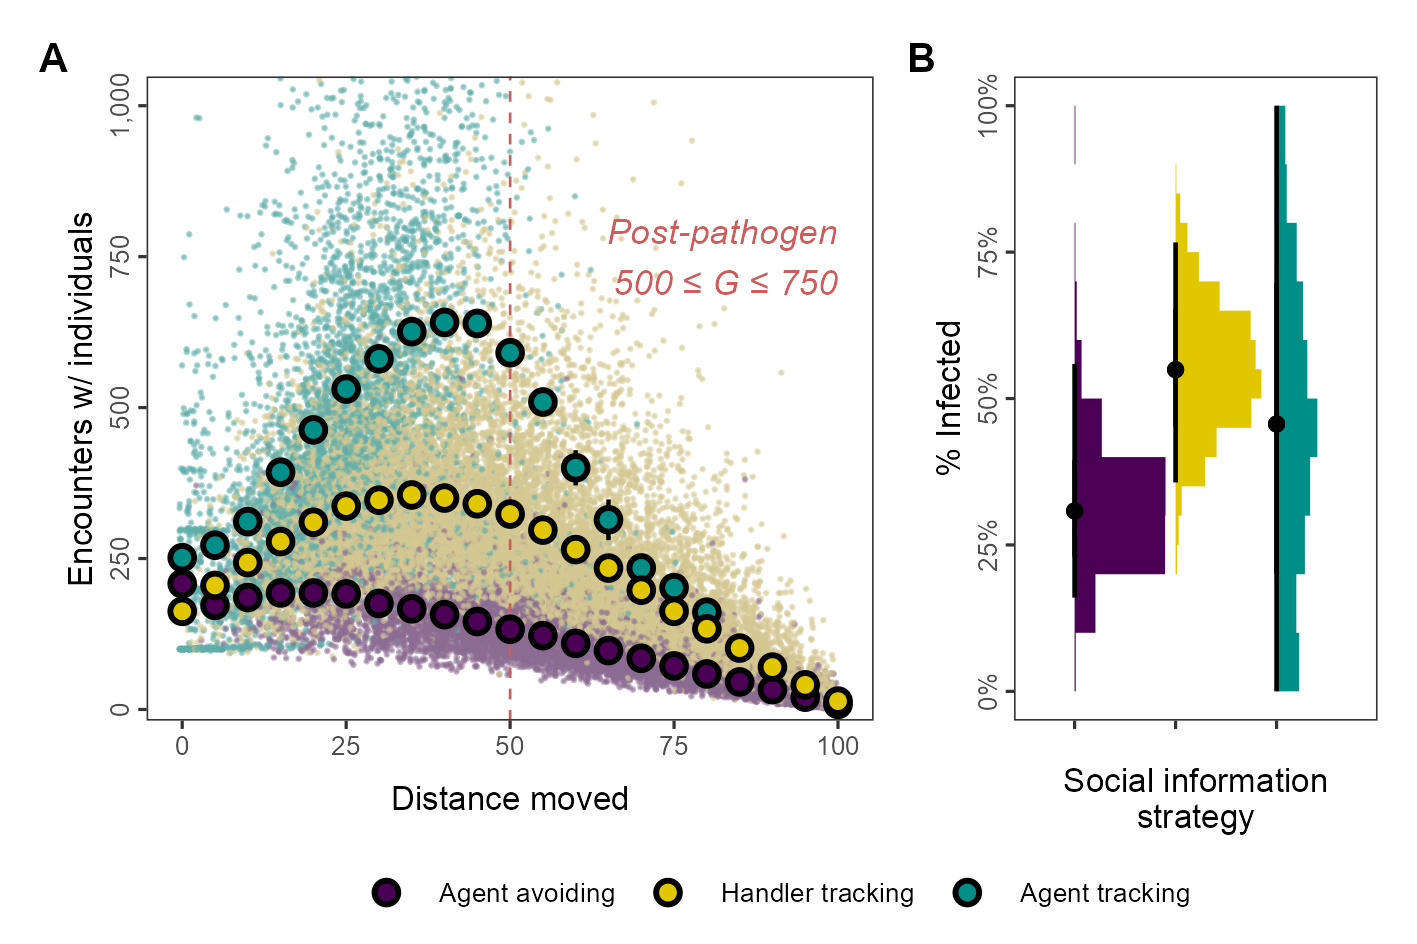 A
B
1,000
750
500
250
0
Encounters w/ individuals
Post-pathogen
500 ≤ G ≤ 750
0
25
50
75
100
Distance moved
100%
75%
50%
25%
0%
% Infected
Social information
strategy
Agent avoiding
Handler tracking
Agent tracking